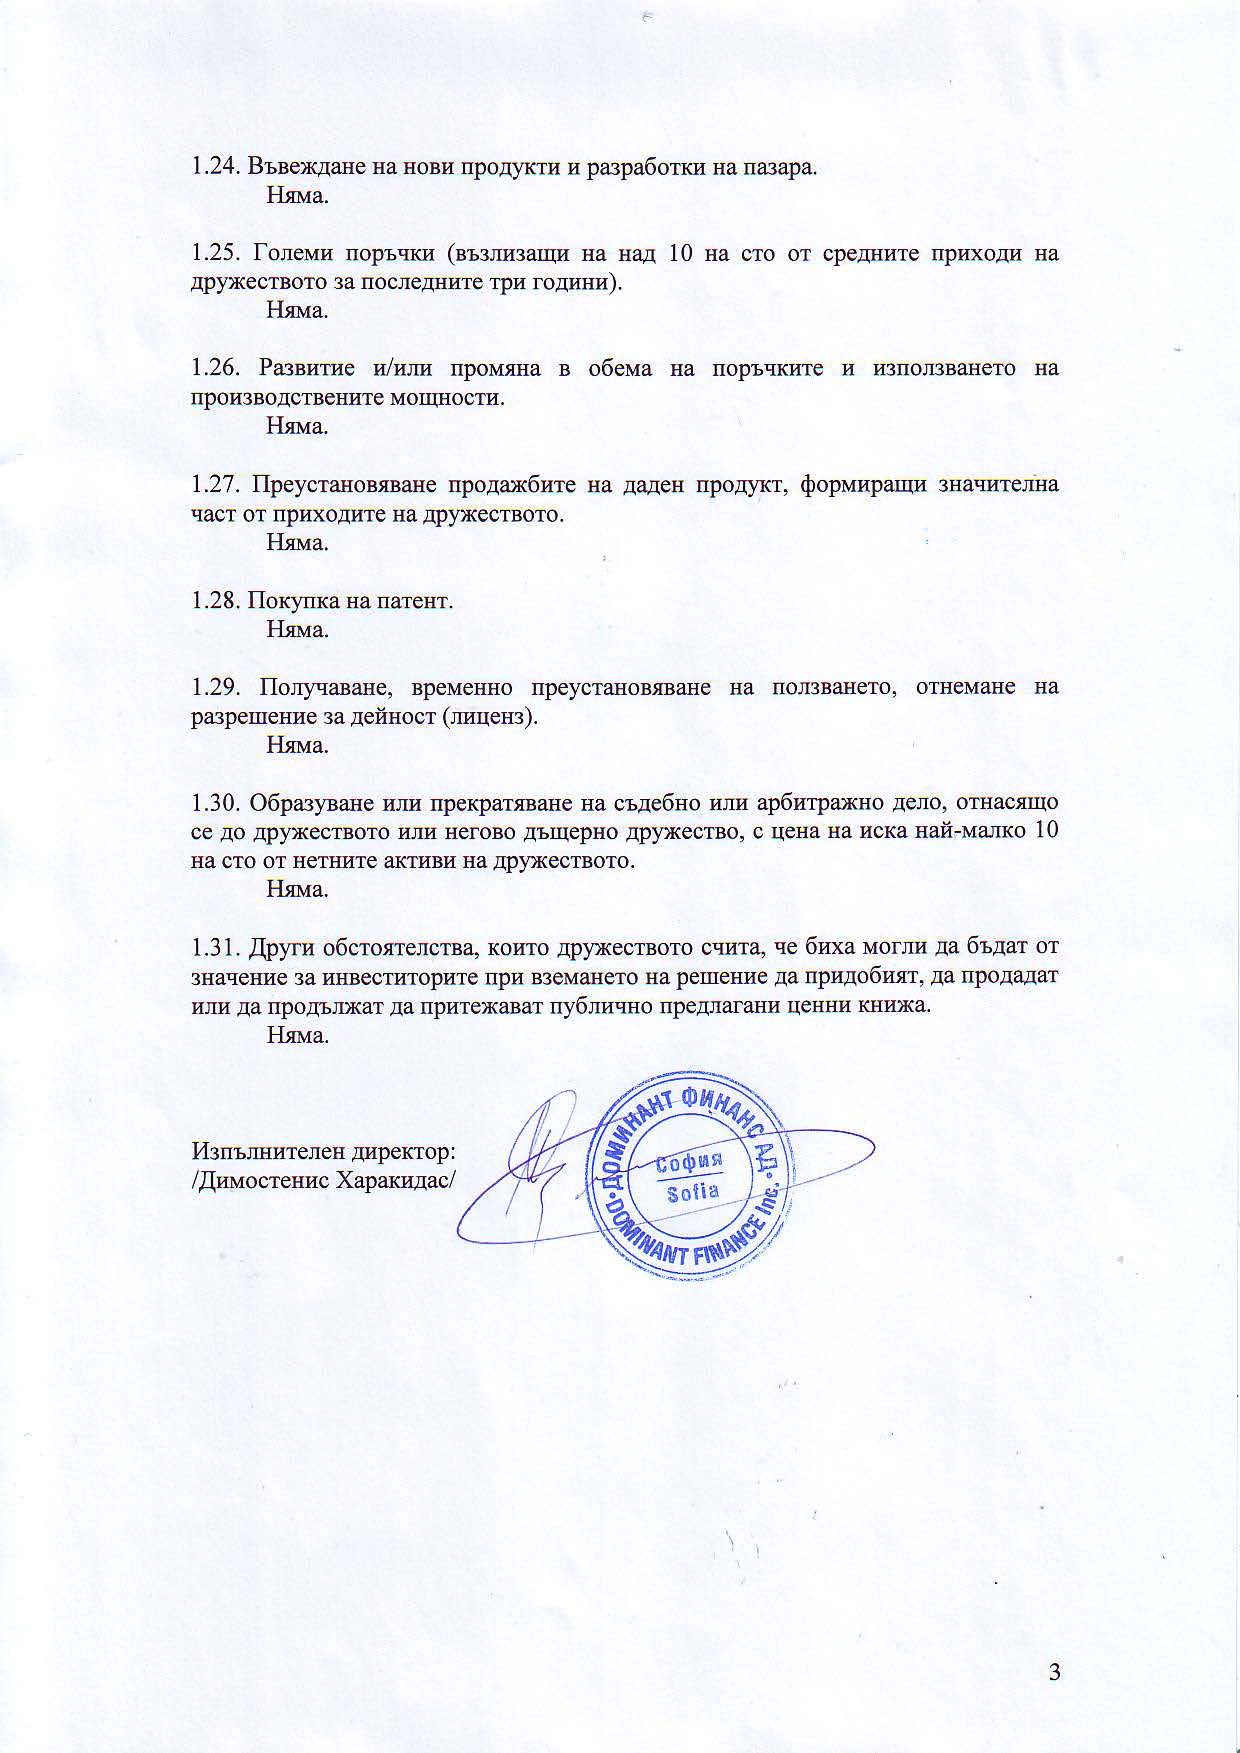 1.24. Въвеждане на нови продукти и разработки на пазара.
Няма.
1.25. Големи поръчки (възлизащи на над 10 на сто от средните приходи на
дружеството за последните три години).
Няма.
1.26. Развитие и/или промяна в обема на поръчките и използването на
производствените мощности.
Няма.
1.27. Преустановяване продажбите на даден продукт, формиращи значителна
част от приходите на дружеството.
Няма.
1.28. Покупка на патент.
Няма.
1.29. Получаване, временно преустановяване на ползването, отнемане на
разрешение за дейност (лиценз).
Няма.
1.30. Образуване или прекратяване на съдебно или арбитражно дело, отнасящо
се до дружеството или негово дъщерно дружество, с цена на иска най-малко 10
на сто от нетните активи на дружеството.
Няма.
1.31. Други обстоятелства, които дружеството счита, че биха могли да бъдат от
значение за инвеститорите при вземането на решение да придобият, да продадат
или да продължат да притежават публично предлагани ценни книжа.
Няма.
Изпълнителен директор:
/Димостенис Харакидас/
ДОМИНАНТ ФИНАНС АД
София
Sofia
DOMINANT FINANCE Inc.
3